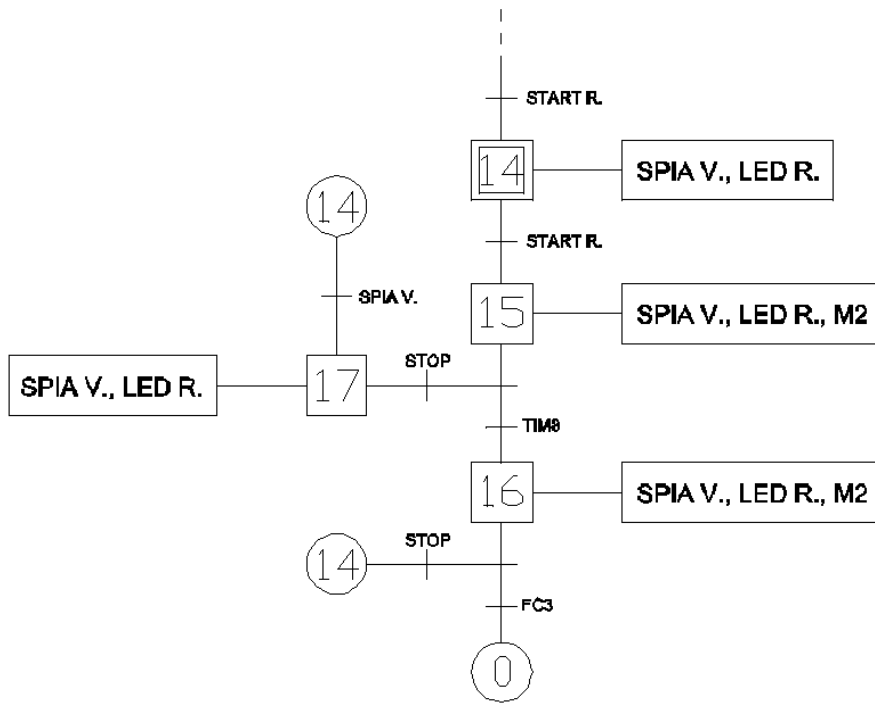 START R.
14
SPIA V., LED R.
14
START R.
SPIA V.
15
SPIA V., LED R., M2
STOP
SPIA V., LED R.
17
TIM8
16
SPIA V., LED R., M2
STOP
14
FC3
0